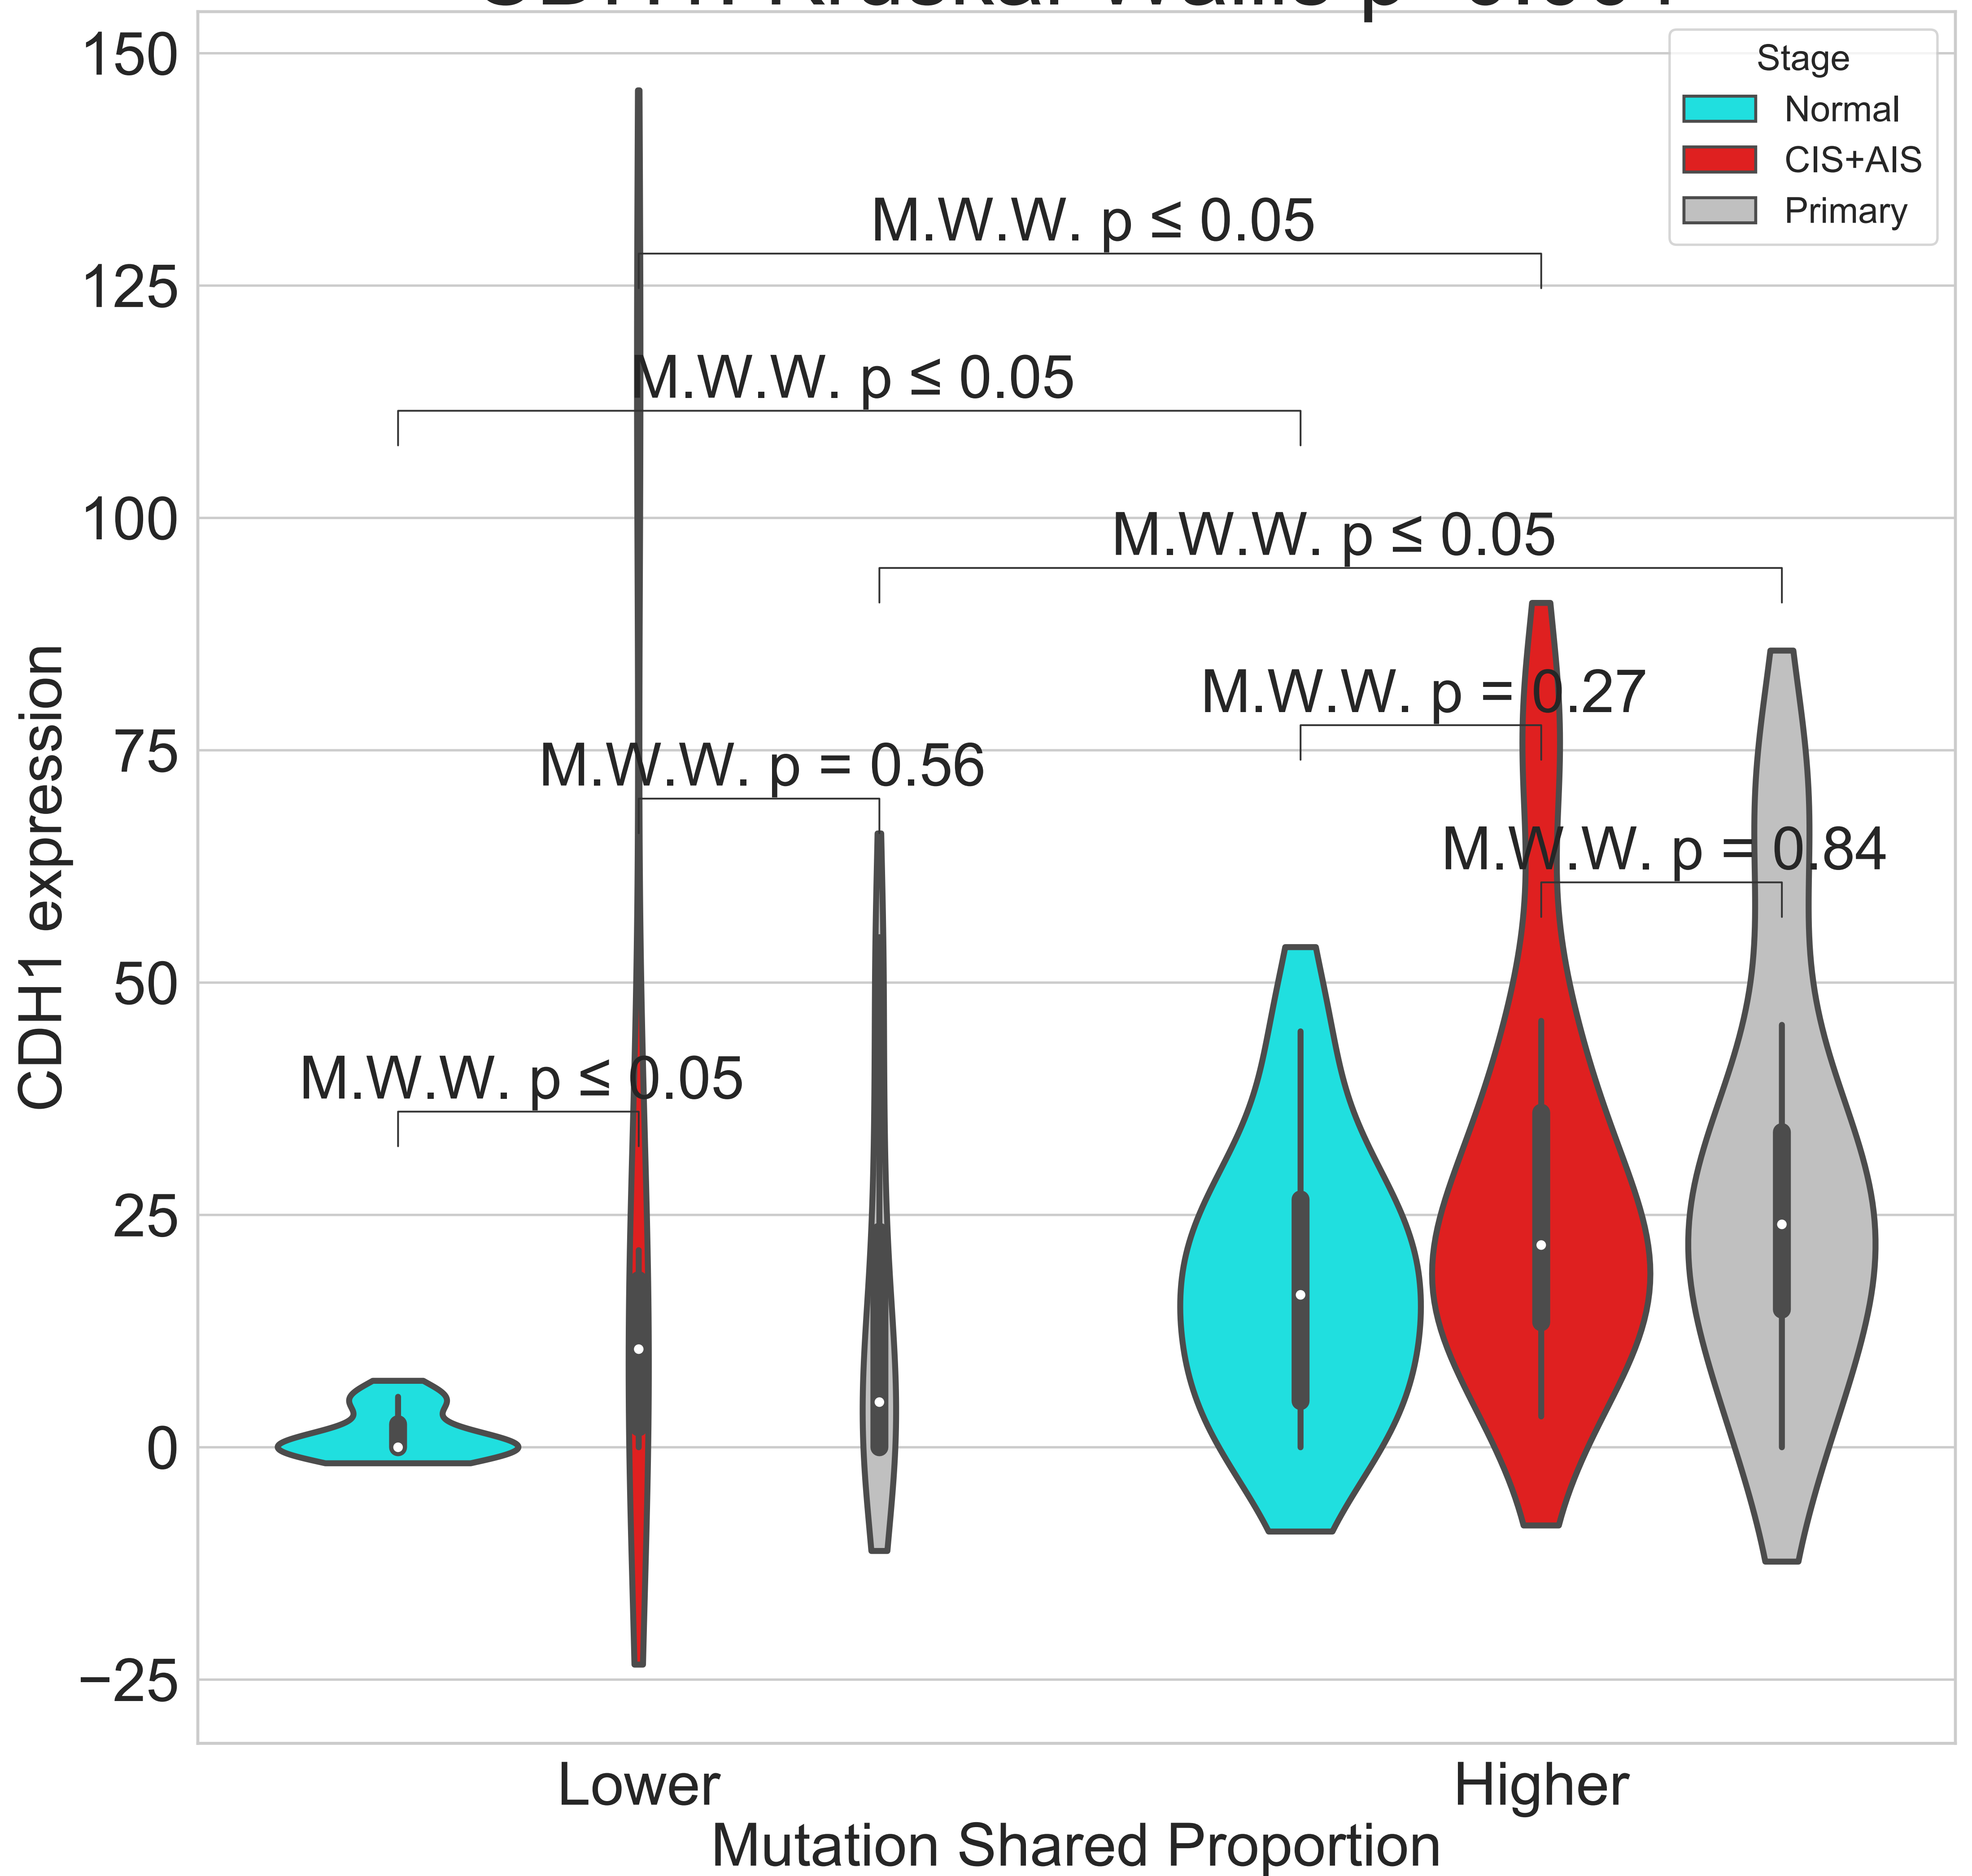 150
125
100
75
50
25
0
−25
CDH1 expression
Stage
Normal
CIS+AIS
Primary
M.W.W. p ≤ 0.05
M.W.W. p ≤ 0.05
M.W.W. p ≤ 0.05
M.W.W. p = 0.27
M.W.W. p = 0.56
M.W.W. p = 0.84
M.W.W. p ≤ 0.05
Lower
Higher
Mutation Shared Proportion